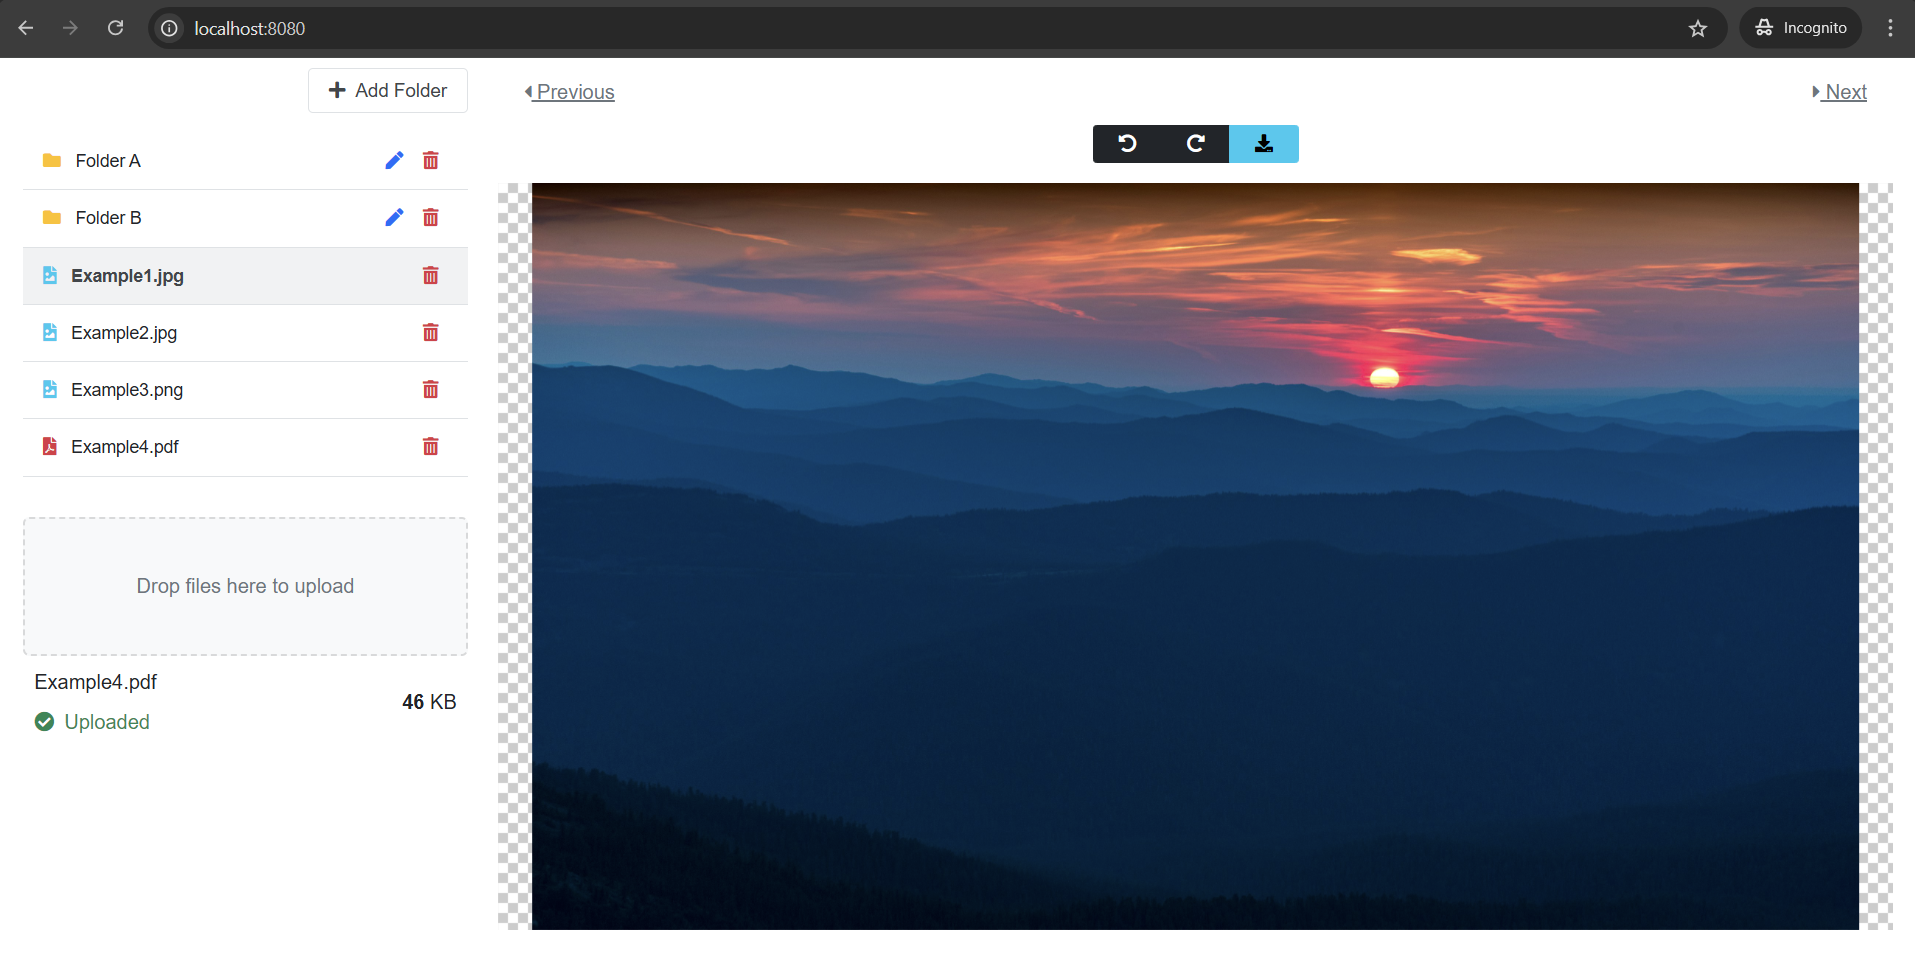 localhost:8080
Incognito
Add Folder
Previous
Next
Folder A
Folder B
Example1.jpg
Example2.jpg
Example3.png
Example4.pdf
Drop files here to upload
Example4.pdf
46 KB
Uploaded